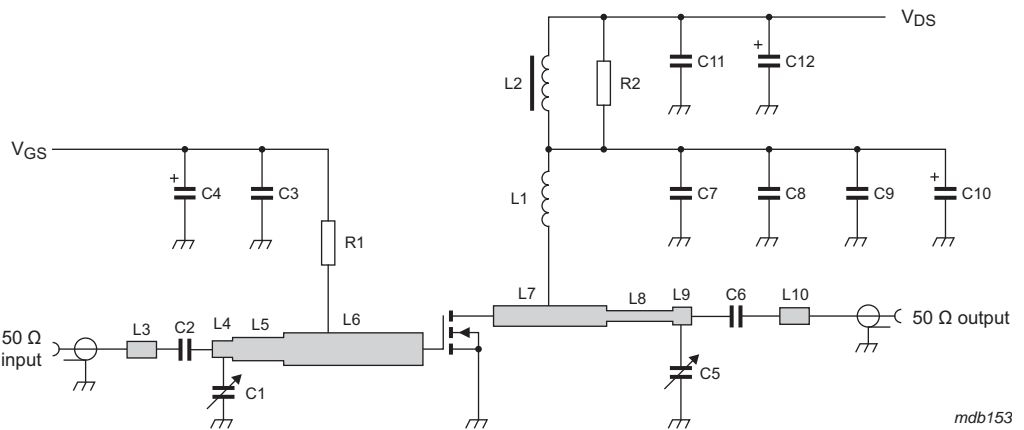 V_DS
C11
+ C12
L2
R2
V_GS
+ C4
C3
R1
L1
C7
C8
C9
+ C10
L7
L8
L9
C6
L10
50 Ω output
50 Ω input
L3
C2
L4
L5
L6
C1
C5
mdb153